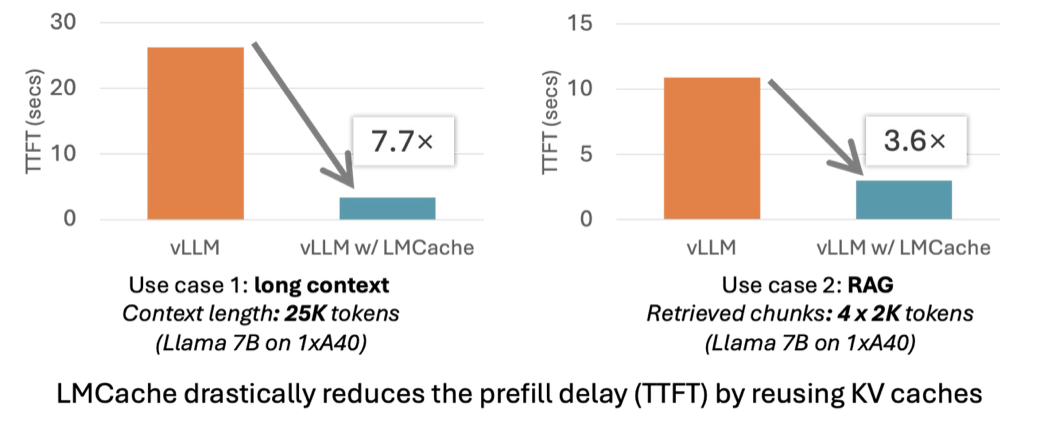 30
20
10
0
TTFT (secs)
7.7×
vLLM
vLLM w/ LMCache
Use case 1: long context
Context length: 25K tokens
(Llama 7B on 1xA40)
15
10
5
0
TTFT (secs)
3.6×
vLLM
vLLM w/ LMCache
Use case 2: RAG
Retrieved chunks: 4 x 2K tokens
(Llama 7B on 1xA40)
LMCache drastically reduces the prefill delay (TTFT) by reusing KV caches